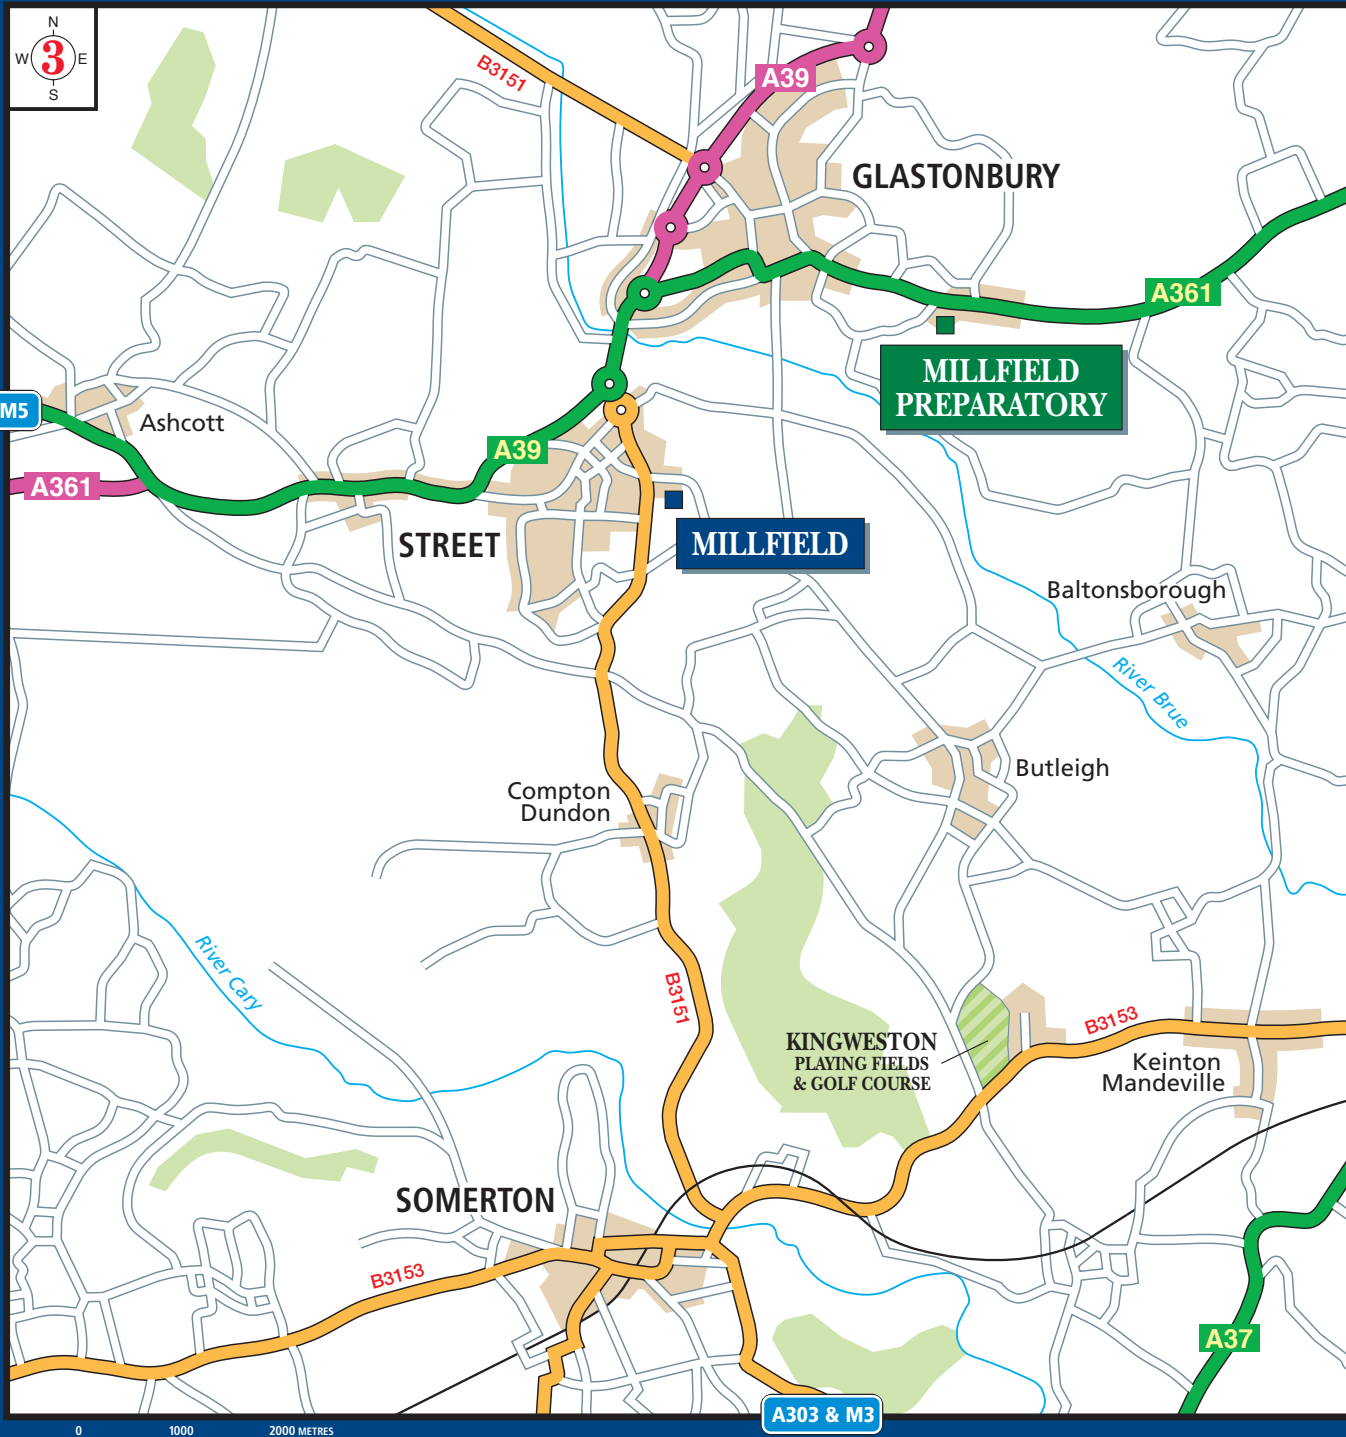 N
W 3 E
S
B3151
A39
GLASTONBURY
A361
MILLFIELD
PREPARATORY
M5
Ashcott
A39
A361
STREET
MILLFIELD
Baltonsborough
River Brue
Butleigh
Compton
Dundon
River Cary
B3151
KINGWESTON
PLAYING FIELDS
& GOLF COURSE
B3153
Keinton
Mandeville
SOMERTON
B3153
A37
A303 & M3
0 1000 2000 METRES